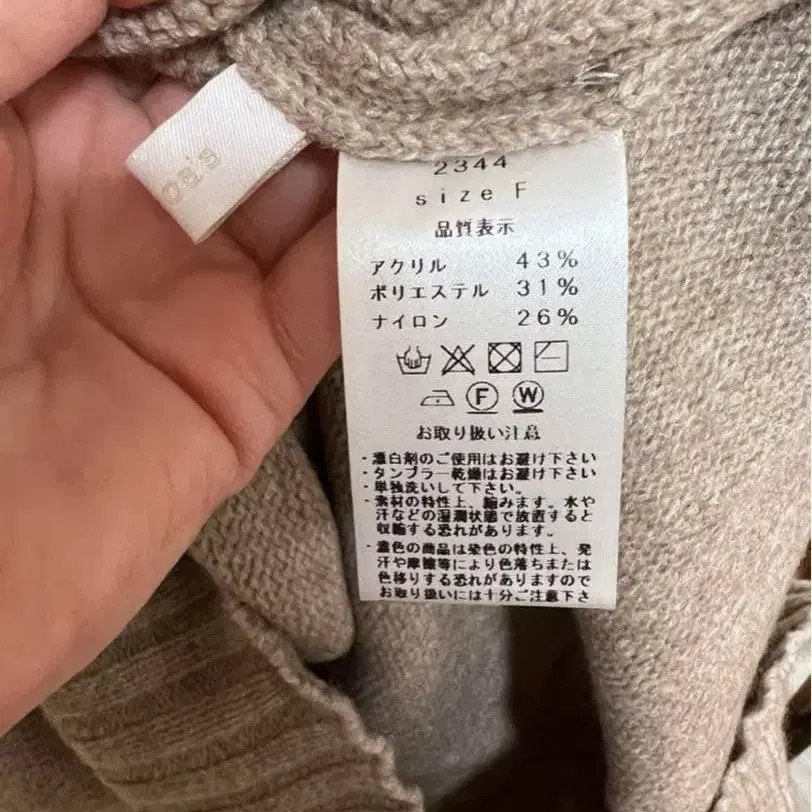 oa's
2344
size F
品質表示
アクリル 43%
ポリエステル 31%
ナイロン 26%
F W
お取り扱い注意
・漂白剤のご使用はお避け下さい
・タンブラー乾燥はお避け下さい
・単独洗いして下さい。
・素材の特性上、縮みます。水や
汗などの湿潤状態で放置すると
収縮する恐れがあります。
・濃色の商品は染色の特性上、発
汗や摩擦等により色落ちまたは
色移りする恐れがありますので
お取り扱いには十分ご注意下さ